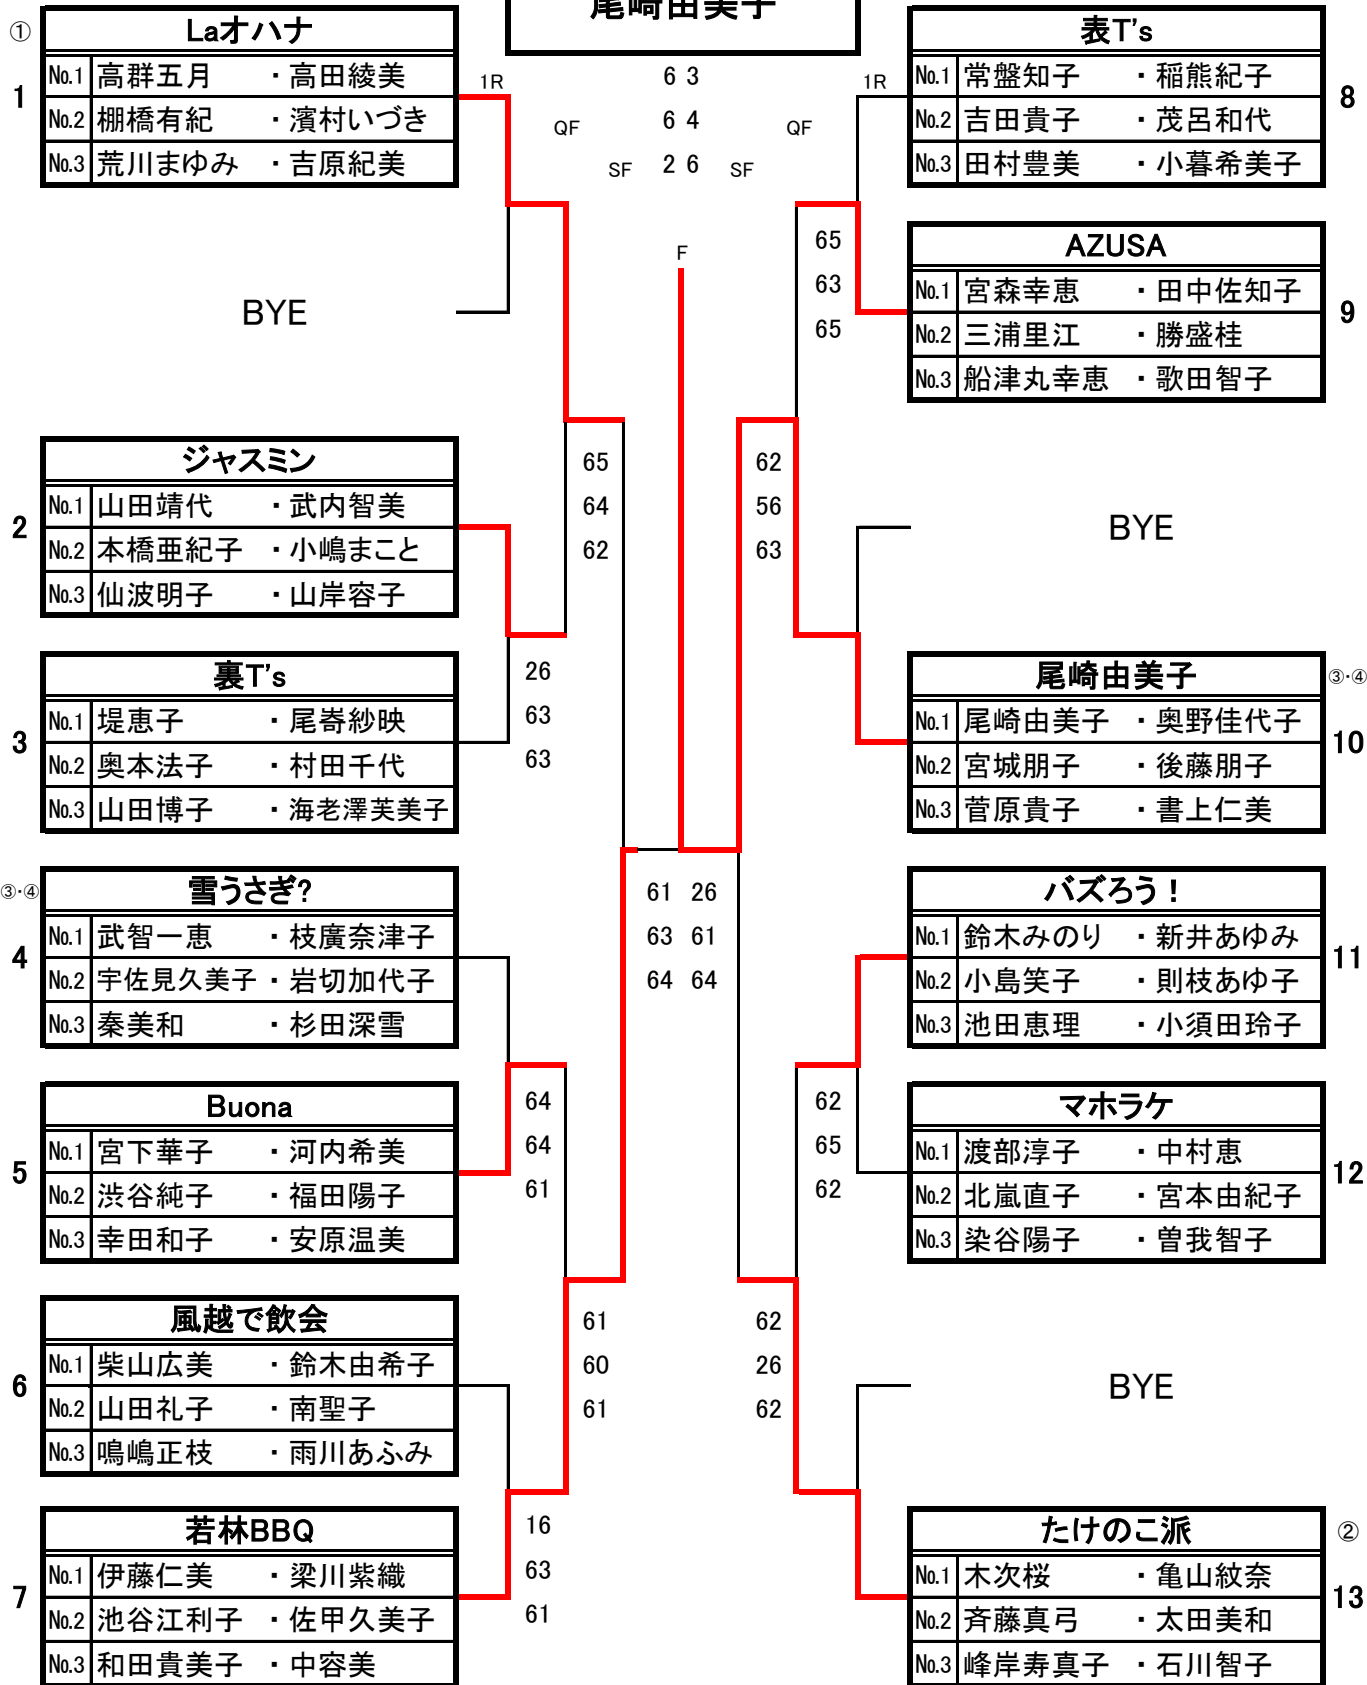 尾崎由美子
6 3
6 4
2 6
1R
QF
SF
F
SF
QF
1R
①
1
Laオハナ
No.1 高群五月 ・高田綾美
No.2 棚橋有紀 ・濱村いづき
No.3 荒川まゆみ ・吉原紀美
BYE
2
ジャスミン
No.1 山田靖代 ・武内智美
No.2 本橋亜紀子 ・小嶋まこと
No.3 仙波明子 ・山岸容子
65
64
62
3
裏T's
No.1 堤恵子 ・尾嵜紗映
No.2 奥本法子 ・村田千代
No.3 山田博子 ・海老澤芙美子
26
63
63
③·④
4
雪うさぎ?
No.1 武智一恵 ・枝廣奈津子
No.2 宇佐見久美子 ・岩切加代子
No.3 秦美和 ・杉田深雪
5
Buona
No.1 宮下華子 ・河内希美
No.2 渋谷純子 ・福田陽子
No.3 幸田和子 ・安原温美
64
64
61
6
風越で飲会
No.1 柴山広美 ・鈴木由希子
No.2 山田礼子 ・南聖子
No.3 鳴嶋正枝 ・雨川あふみ
61
60
61
7
若林BBQ
No.1 伊藤仁美 ・梁川紫織
No.2 池谷江利子 ・佐甲久美子
No.3 和田貴美子 ・中容美
16
63
61
61 26
63 61
64 64
8
表T's
No.1 常盤知子 ・稲熊紀子
No.2 吉田貴子 ・茂呂和代
No.3 田村豊美 ・小暮希美子
65
63
65
9
AZUSA
No.1 宮森幸恵 ・田中佐知子
No.2 三浦里江 ・勝盛桂
No.3 船津丸幸恵 ・歌田智子
62
56
63
BYE
③·④
10
尾崎由美子
No.1 尾崎由美子 ・奥野佳代子
No.2 宮城朋子 ・後藤朋子
No.3 菅原貴子 ・書上仁美
11
バズろう！
No.1 鈴木みのり ・新井あゆみ
No.2 小島笑子 ・則枝あゆ子
No.3 池田恵理 ・小須田玲子
62
65
62
12
マホラケ
No.1 渡部淳子 ・中村恵
No.2 北嵐直子 ・宮本由紀子
No.3 染谷陽子 ・曽我智子
62
26
62
BYE
②
13
たけのこ派
No.1 木次桜 ・亀山紋奈
No.2 斉藤真弓 ・太田美和
No.3 峰岸寿真子 ・石川智子